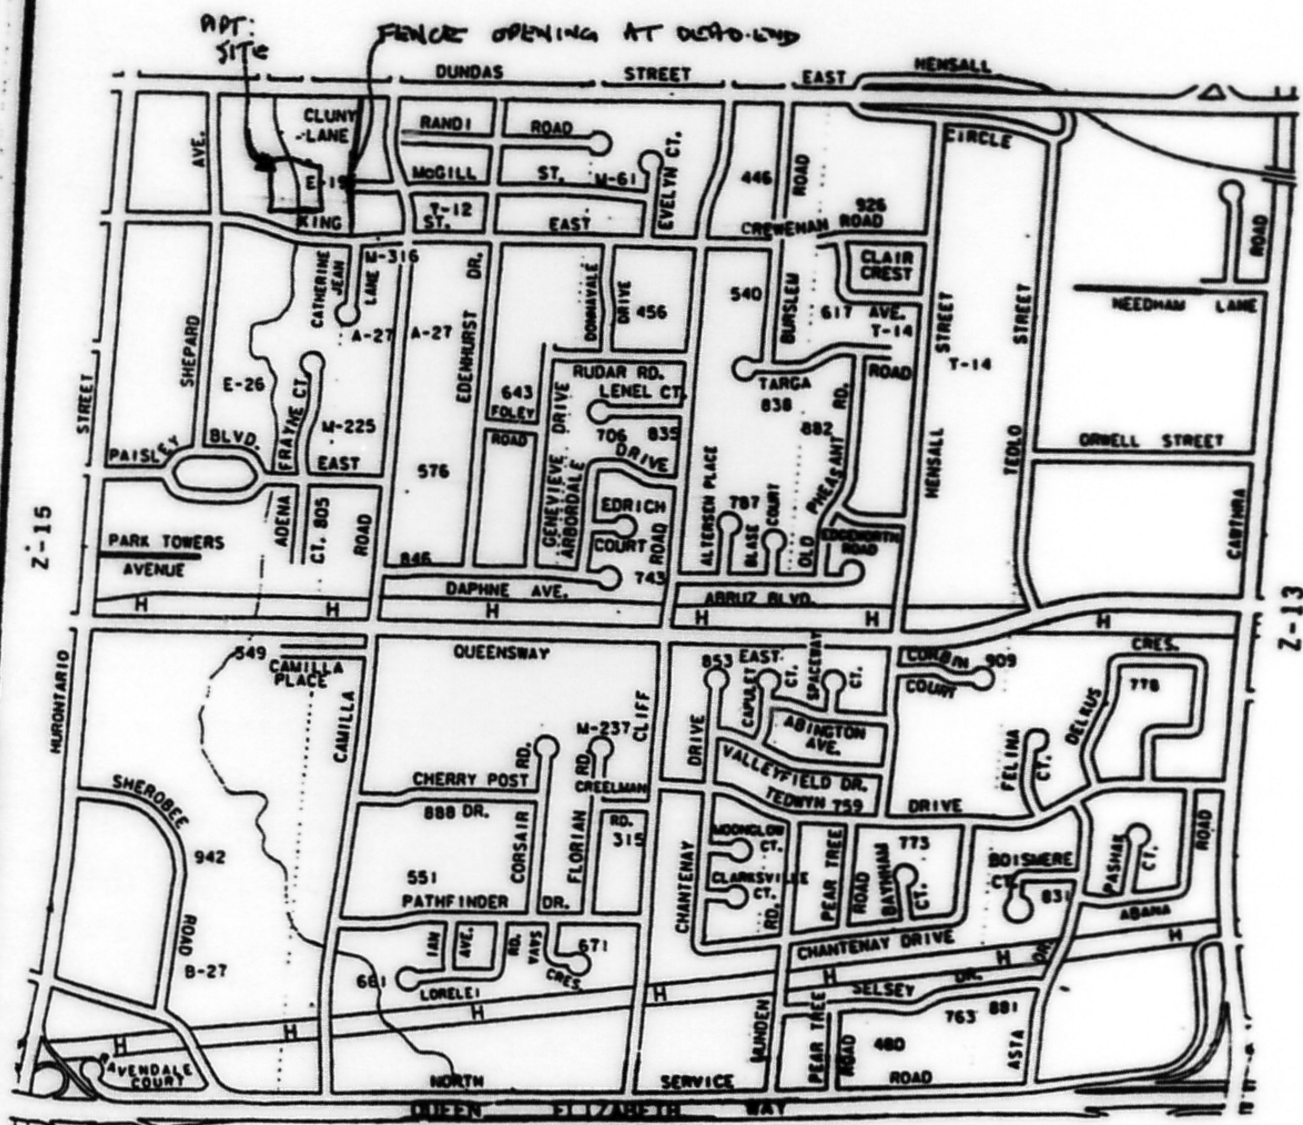 APT:
SITE
FENCE OPENING AT DEAD-END
DUNDAS STREET EAST
HENSALL
CIRCLE
CLUNY
LANE
RANDI ROAD
AVE.
E-19
McGILL ST.
M-61
EVELYN CT.
446
ROAD
926
T-12
KING ST. EAST
CREWENAN ROAD
CLAIR
CREST
ROAD
M-316
CATHERINE
JEAN
LANE
DR.
DONNAVALE
DRIVE
456
540
BURSLEM
617 AVE.
T-14
STREET
STREET
NEEDHAM LANE
A-27
A-27
SHEPARD
EDENHURST
T-14
STREET
E-26
FRAYNE CT.
643
FOLEY
ROAD
DRIVE
RUDAR RD.
LENEL CT.
706
835
TARGA
838
ROAD
RD.
882
M-225
PAISLEY BLVD.
EAST
576
DRIVE
ORWELL STREET
HENSALL
TEDLO
Z-15
ADENA
CT. 805
ROAD
GENEVIEVE
ARBORDALE
EDRICH
COURT
ROAD
ALTERSEN PLACE
787
BLASE
COURT
OLD
PHEASANT
EDGEWORTH
ROAD
CAWTHRA
PARK TOWERS
AVENUE
846
DAPHNE AVE.
743
ABRUZ BLVD.
H
H
H
H
H
H
Z-13
549
CAMILLA
PLACE
QUEENSWAY
853
EAST
CAPULET
CT.
SPACEWAY
CT.
CORBIN
COURT
909
CRES.
778
DELKUS
HURONTARIO
CAMILLA
CLIFF
DRIVE
ABINGTON
AVE.
M-237
FELINA
CT.
SHEROBEE
CHERRY POST
RD.
RD.
CREELMAN
VALLEYFIELD DR.
TEDWYN 759
DRIVE
888 DR.
RD.
315
ROAD
942
CORSAIR
FLORIAN
MOONGLOW
CT.
CLARKSVILLE
CT.
RD.
PEAR TREE
ROAD
773
BAYNHAM
CT.
BOISMERE
CT.
831
PASHAK
CT.
551
PATHFINDER DR.
CHANTENAY
ABANA
ROAD
B-27
IAN
AVE.
RD.
SAVA
CRES.
671
CHANTENAY DRIVE
H
H
681
LORELEI
H
SELSEY DR.
DR.
H
H
H
763
881
H
MUNDEN
PEAR TREE
ROAD
480
ASTA
RAVENDALE
COURT
NORTH SERVICE ROAD
QUEEN ELIZABETH WAY